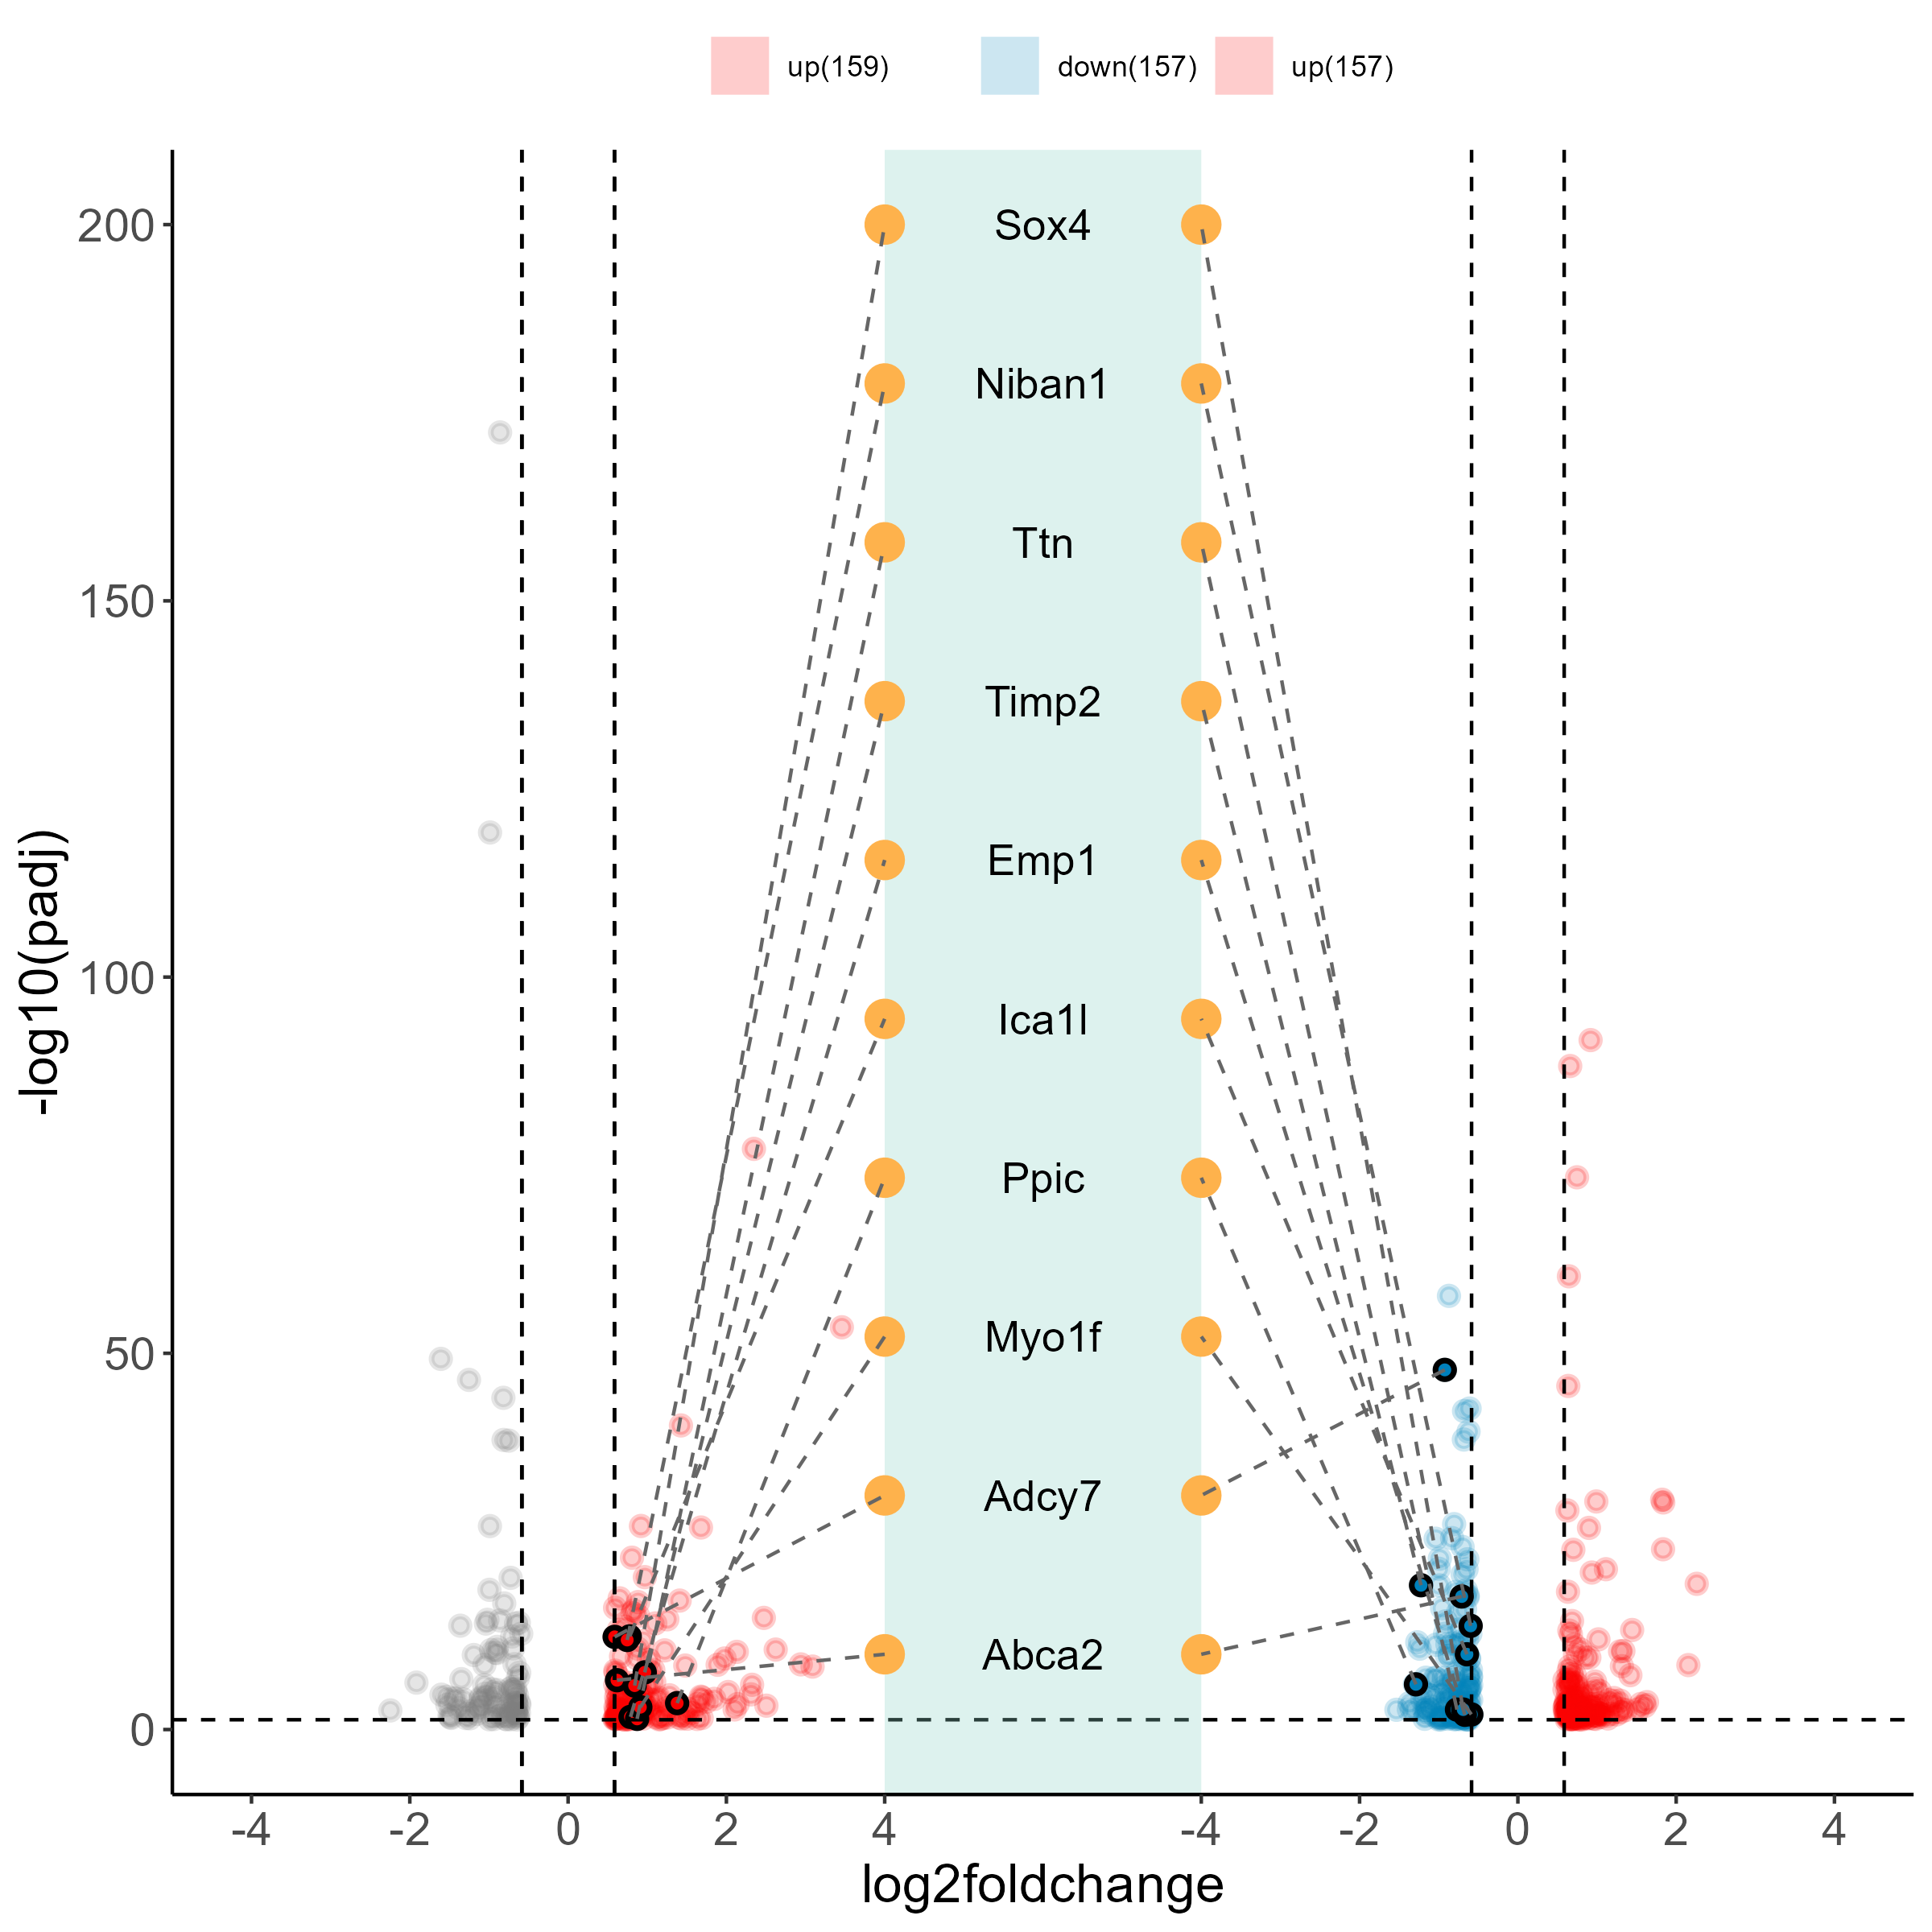 up(159) down(157) up(157)
200
150
100
50
0
-log10(padj)
Sox4
Niban1
Ttn
Timp2
Emp1
Ica1l
Ppic
Myo1f
Adcy7
Abca2
-4 -2 0 2 4 -4 -2 0 2 4
log2foldchange